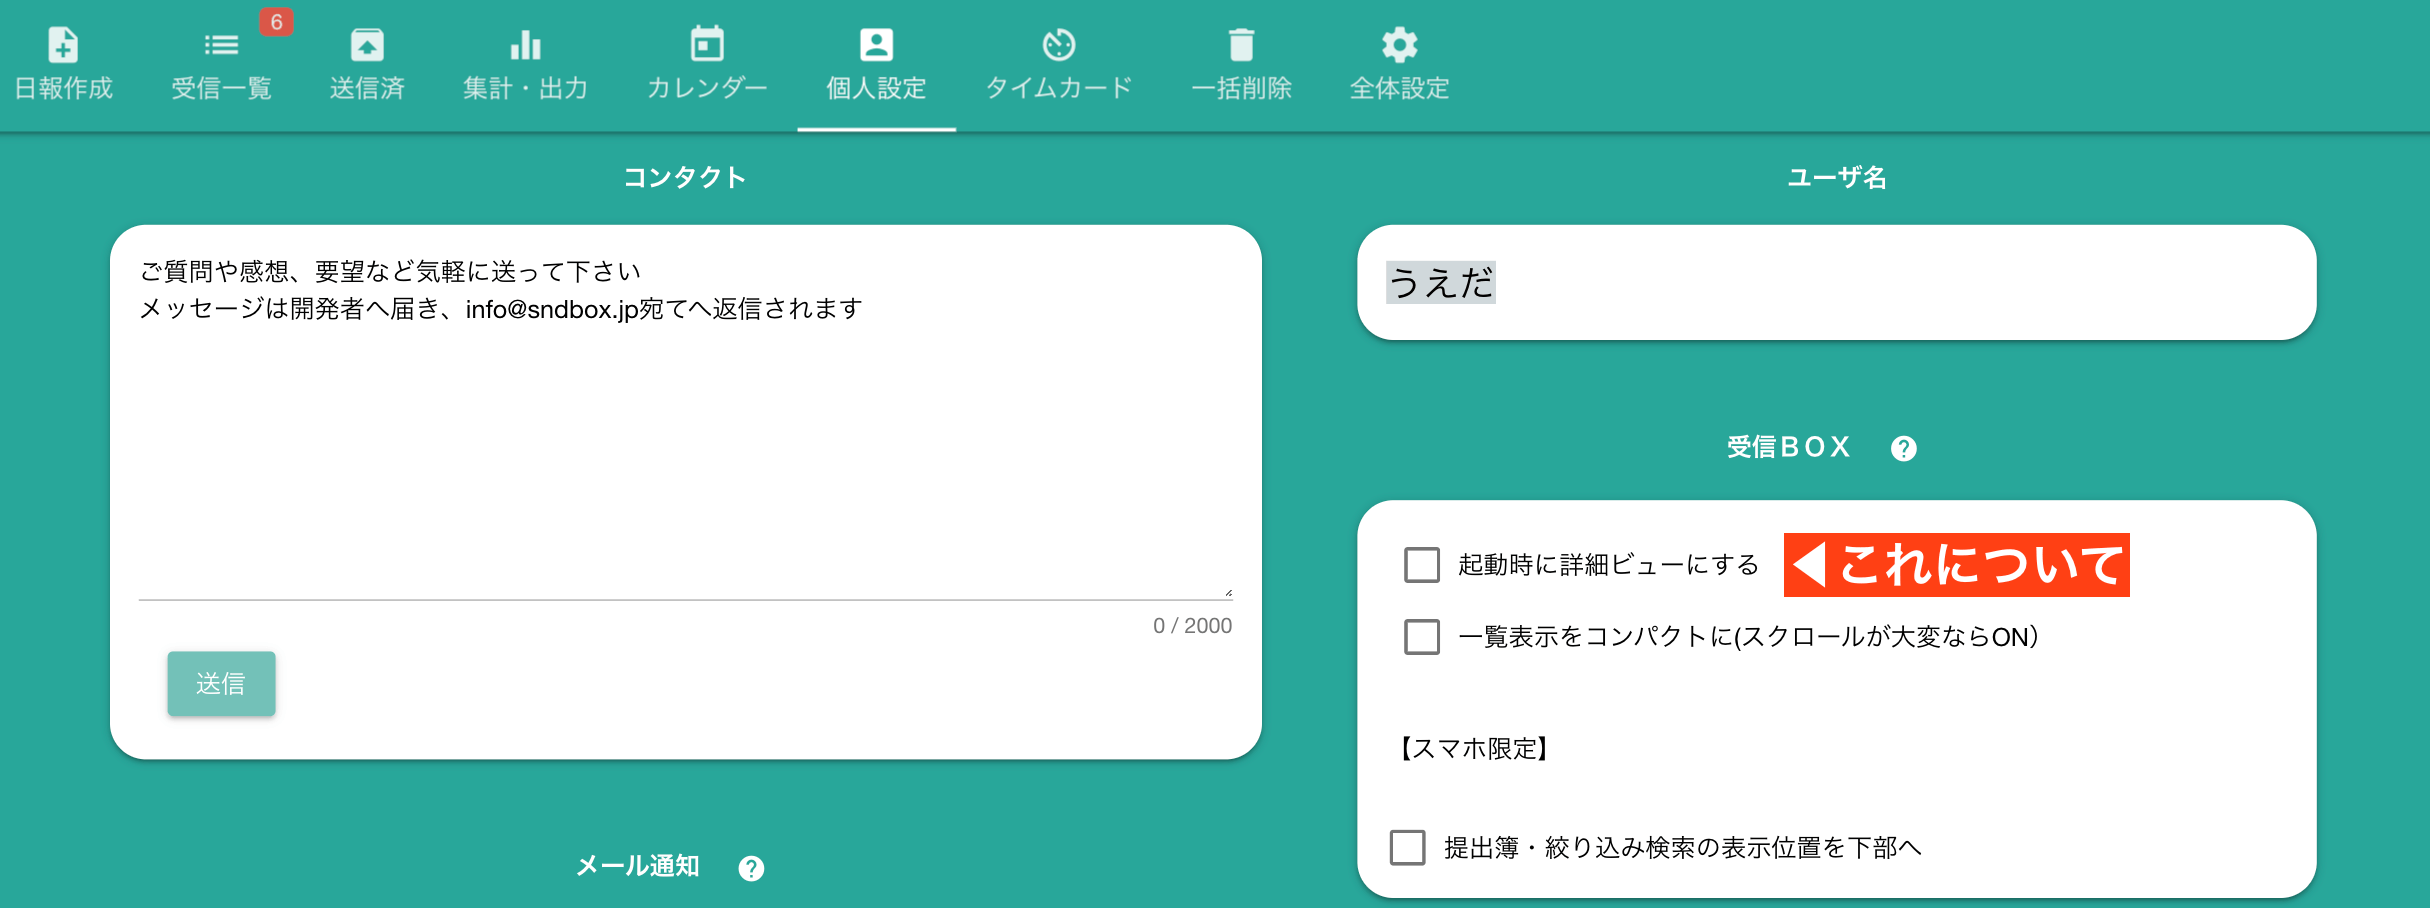 6
日報作成
受信一覧
送信済
集計・出力
カレンダー
個人設定
タイムカード
一括削除
全体設定
コンタクト
ご質問や感想、要望など気軽に送って下さい
メッセージは開発者へ届き、info@sndbox.jp宛てへ返信されます
0 / 2000
送信
メール通知
ユーザ名
うえだ
受信ＢＯＸ
起動時に詳細ビューにする
◀これについて
一覧表示をコンパクトに(スクロールが大変ならON）
【スマホ限定】
提出簿・絞り込み検索の表示位置を下部へ